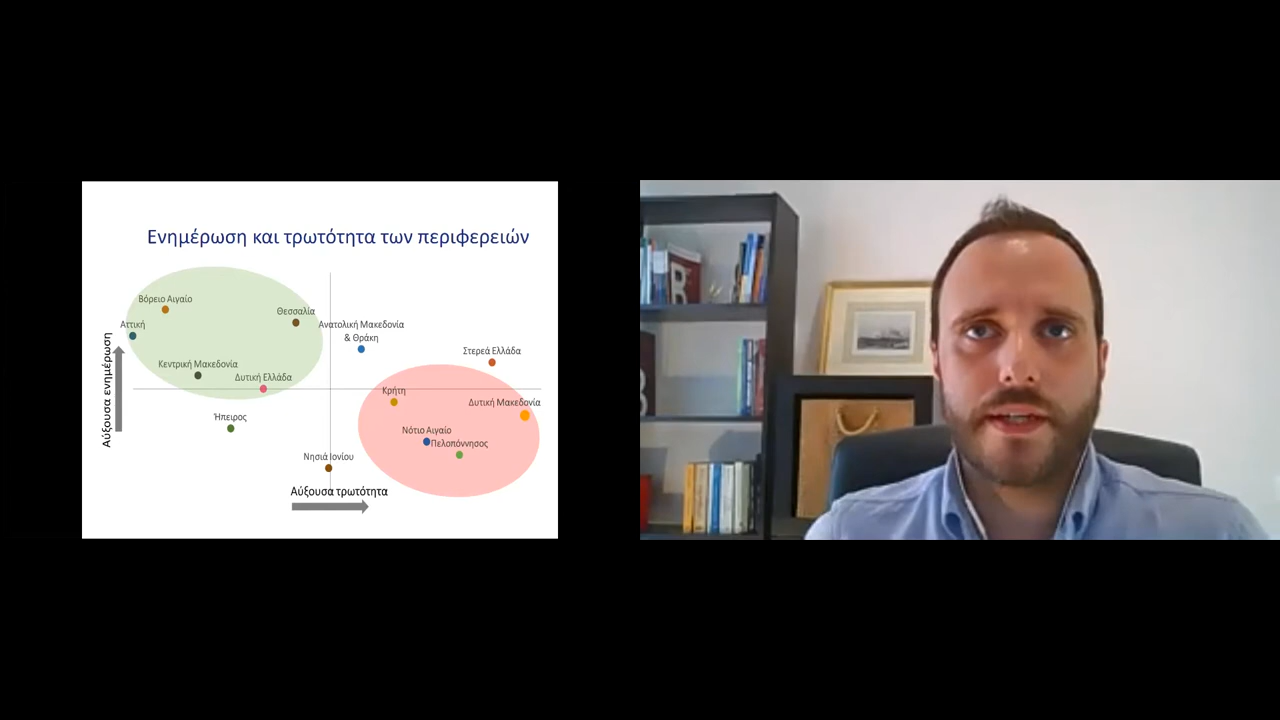 Ενημέρωση και τρωτότητα των περιφερειών
Βόρειο Αιγαίο
Θεσσαλία
Αττική
Ανατολική Μακεδονία
& Θράκη
Στερεά Ελλάδα
Κεντρική Μακεδονία
Δυτική Ελλάδα
Κρήτη
Δυτική Μακεδονία
Ήπειρος
Νότιο Αιγαίο
Πελοπόννησος
Νησιά Ιονίου
Αύξουσα ενημέρωση
Αύξουσα τρωτότητα
B